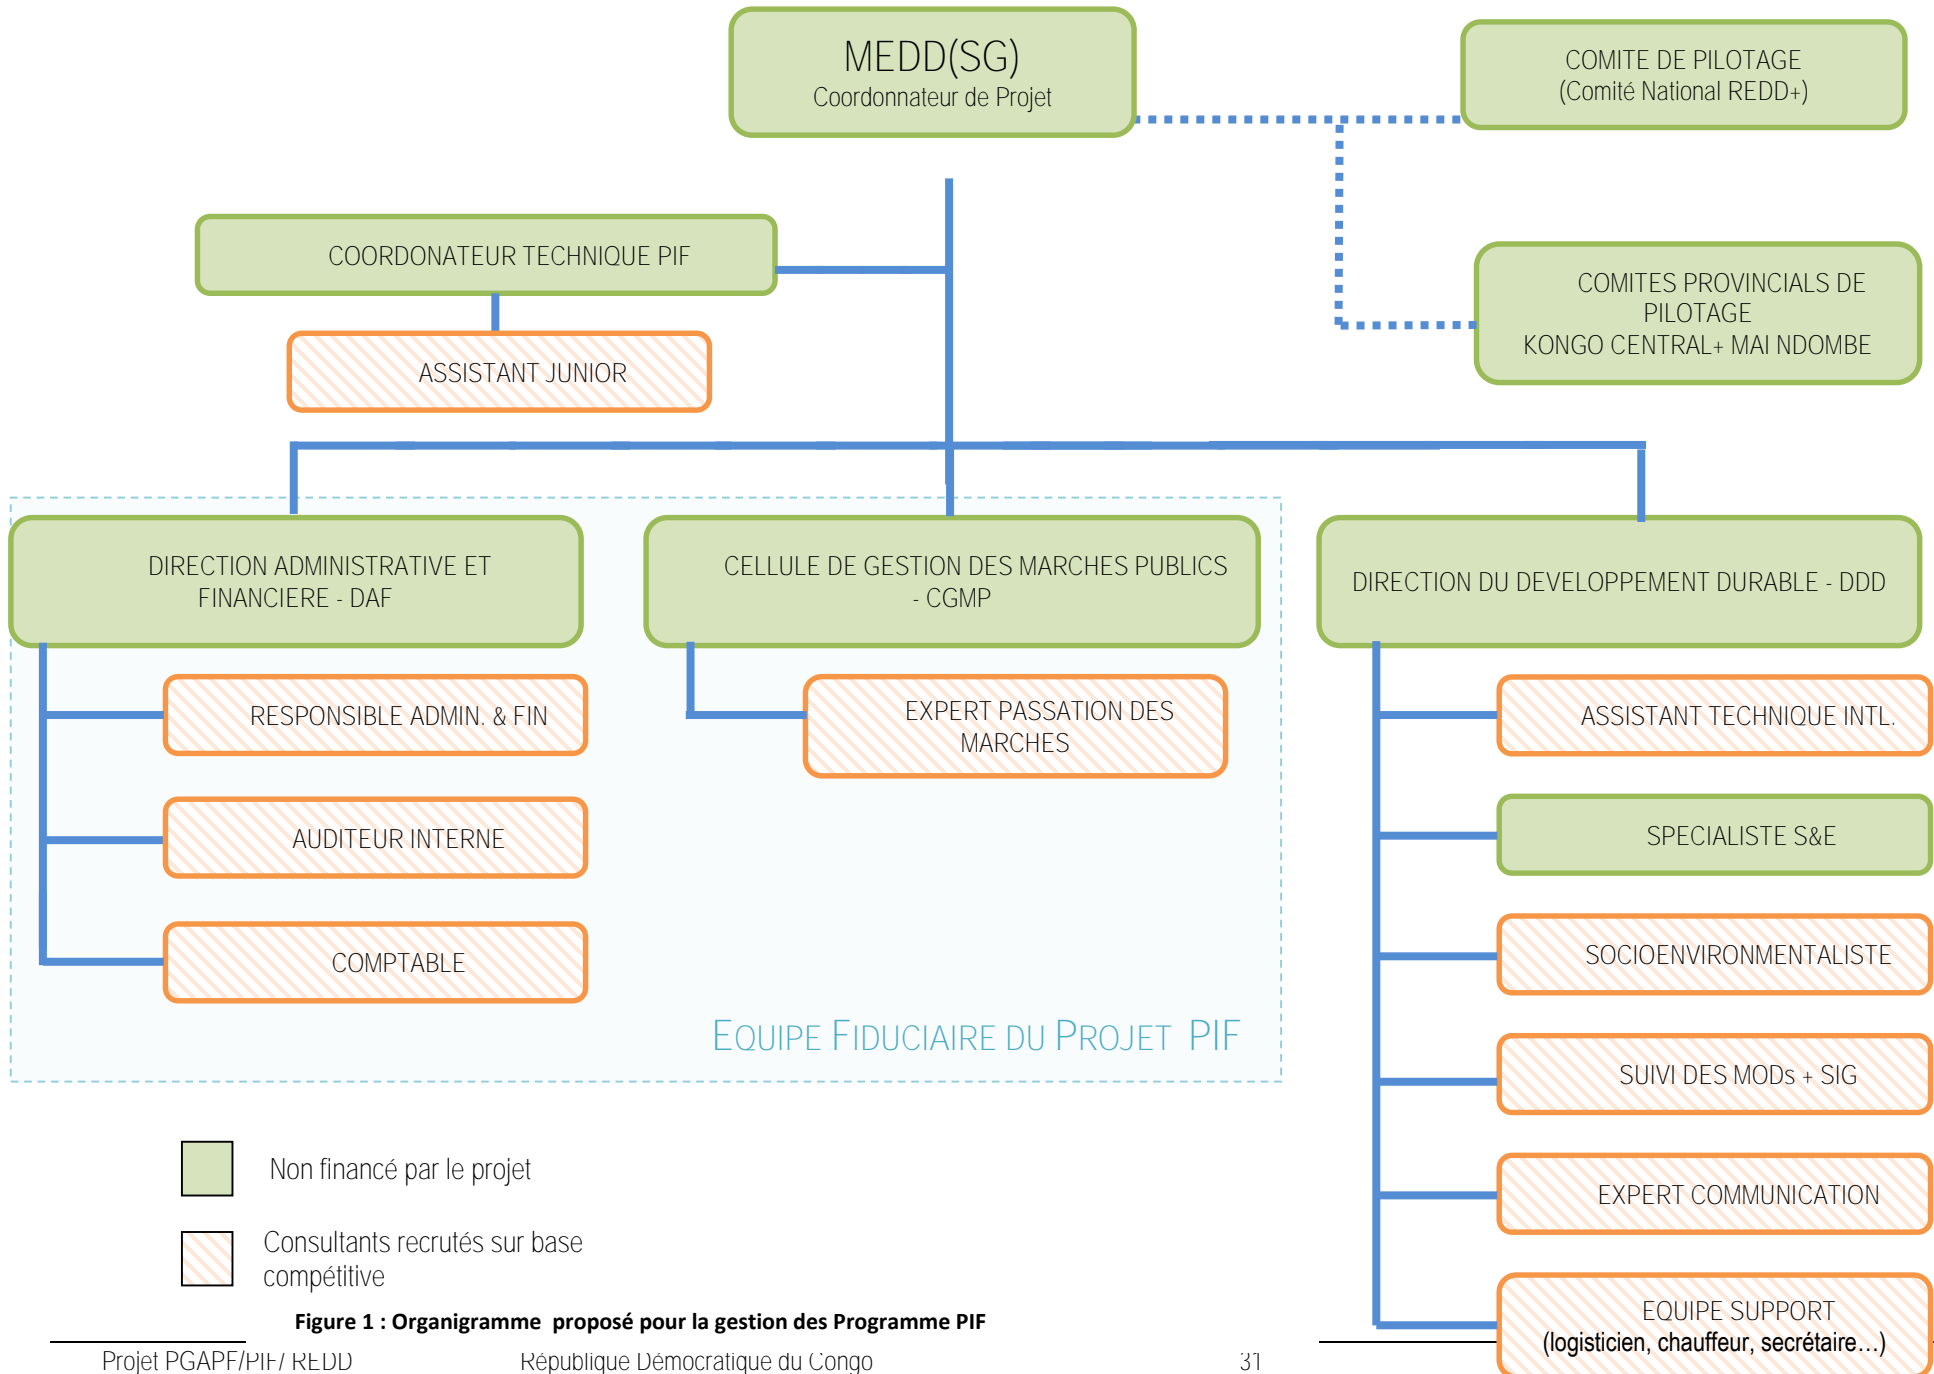 MEDD(SG)
Coordonnateur de Projet
COMITE DE PILOTAGE
(Comité National REDD+)
COORDONATEUR TECHNIQUE PIF
COMITES PROVINCIALS DE
PILOTAGE
KONGO CENTRAL+ MAI NDOMBE
ASSISTANT JUNIOR
DIRECTION ADMINISTRATIVE ET
FINANCIERE - DAF
CELLULE DE GESTION DES MARCHES PUBLICS
- CGMP
DIRECTION DU DEVELOPPEMENT DURABLE - DDD
RESPONSIBLE ADMIN. & FIN
AUDITEUR INTERNE
COMPTABLE
EXPERT PASSATION DES
MARCHES
ASSISTANT TECHNIQUE INTL.
SPECIALISTE S&E
SOCIOENVIRONMENTALISTE
SUIVI DES MODs + SIG
EXPERT COMMUNICATION
EQUIPE SUPPORT
(logisticien, chauffeur, secrétaire…)
EQUIPE FIDUCIAIRE DU PROJET PIF
Non financé par le projet
Consultants recrutés sur base
compétitive
Figure 1 : Organigramme proposé pour la gestion des Programme PIF
Projet PGAPF/PIF/ REDD République Démocratique du Congo 31